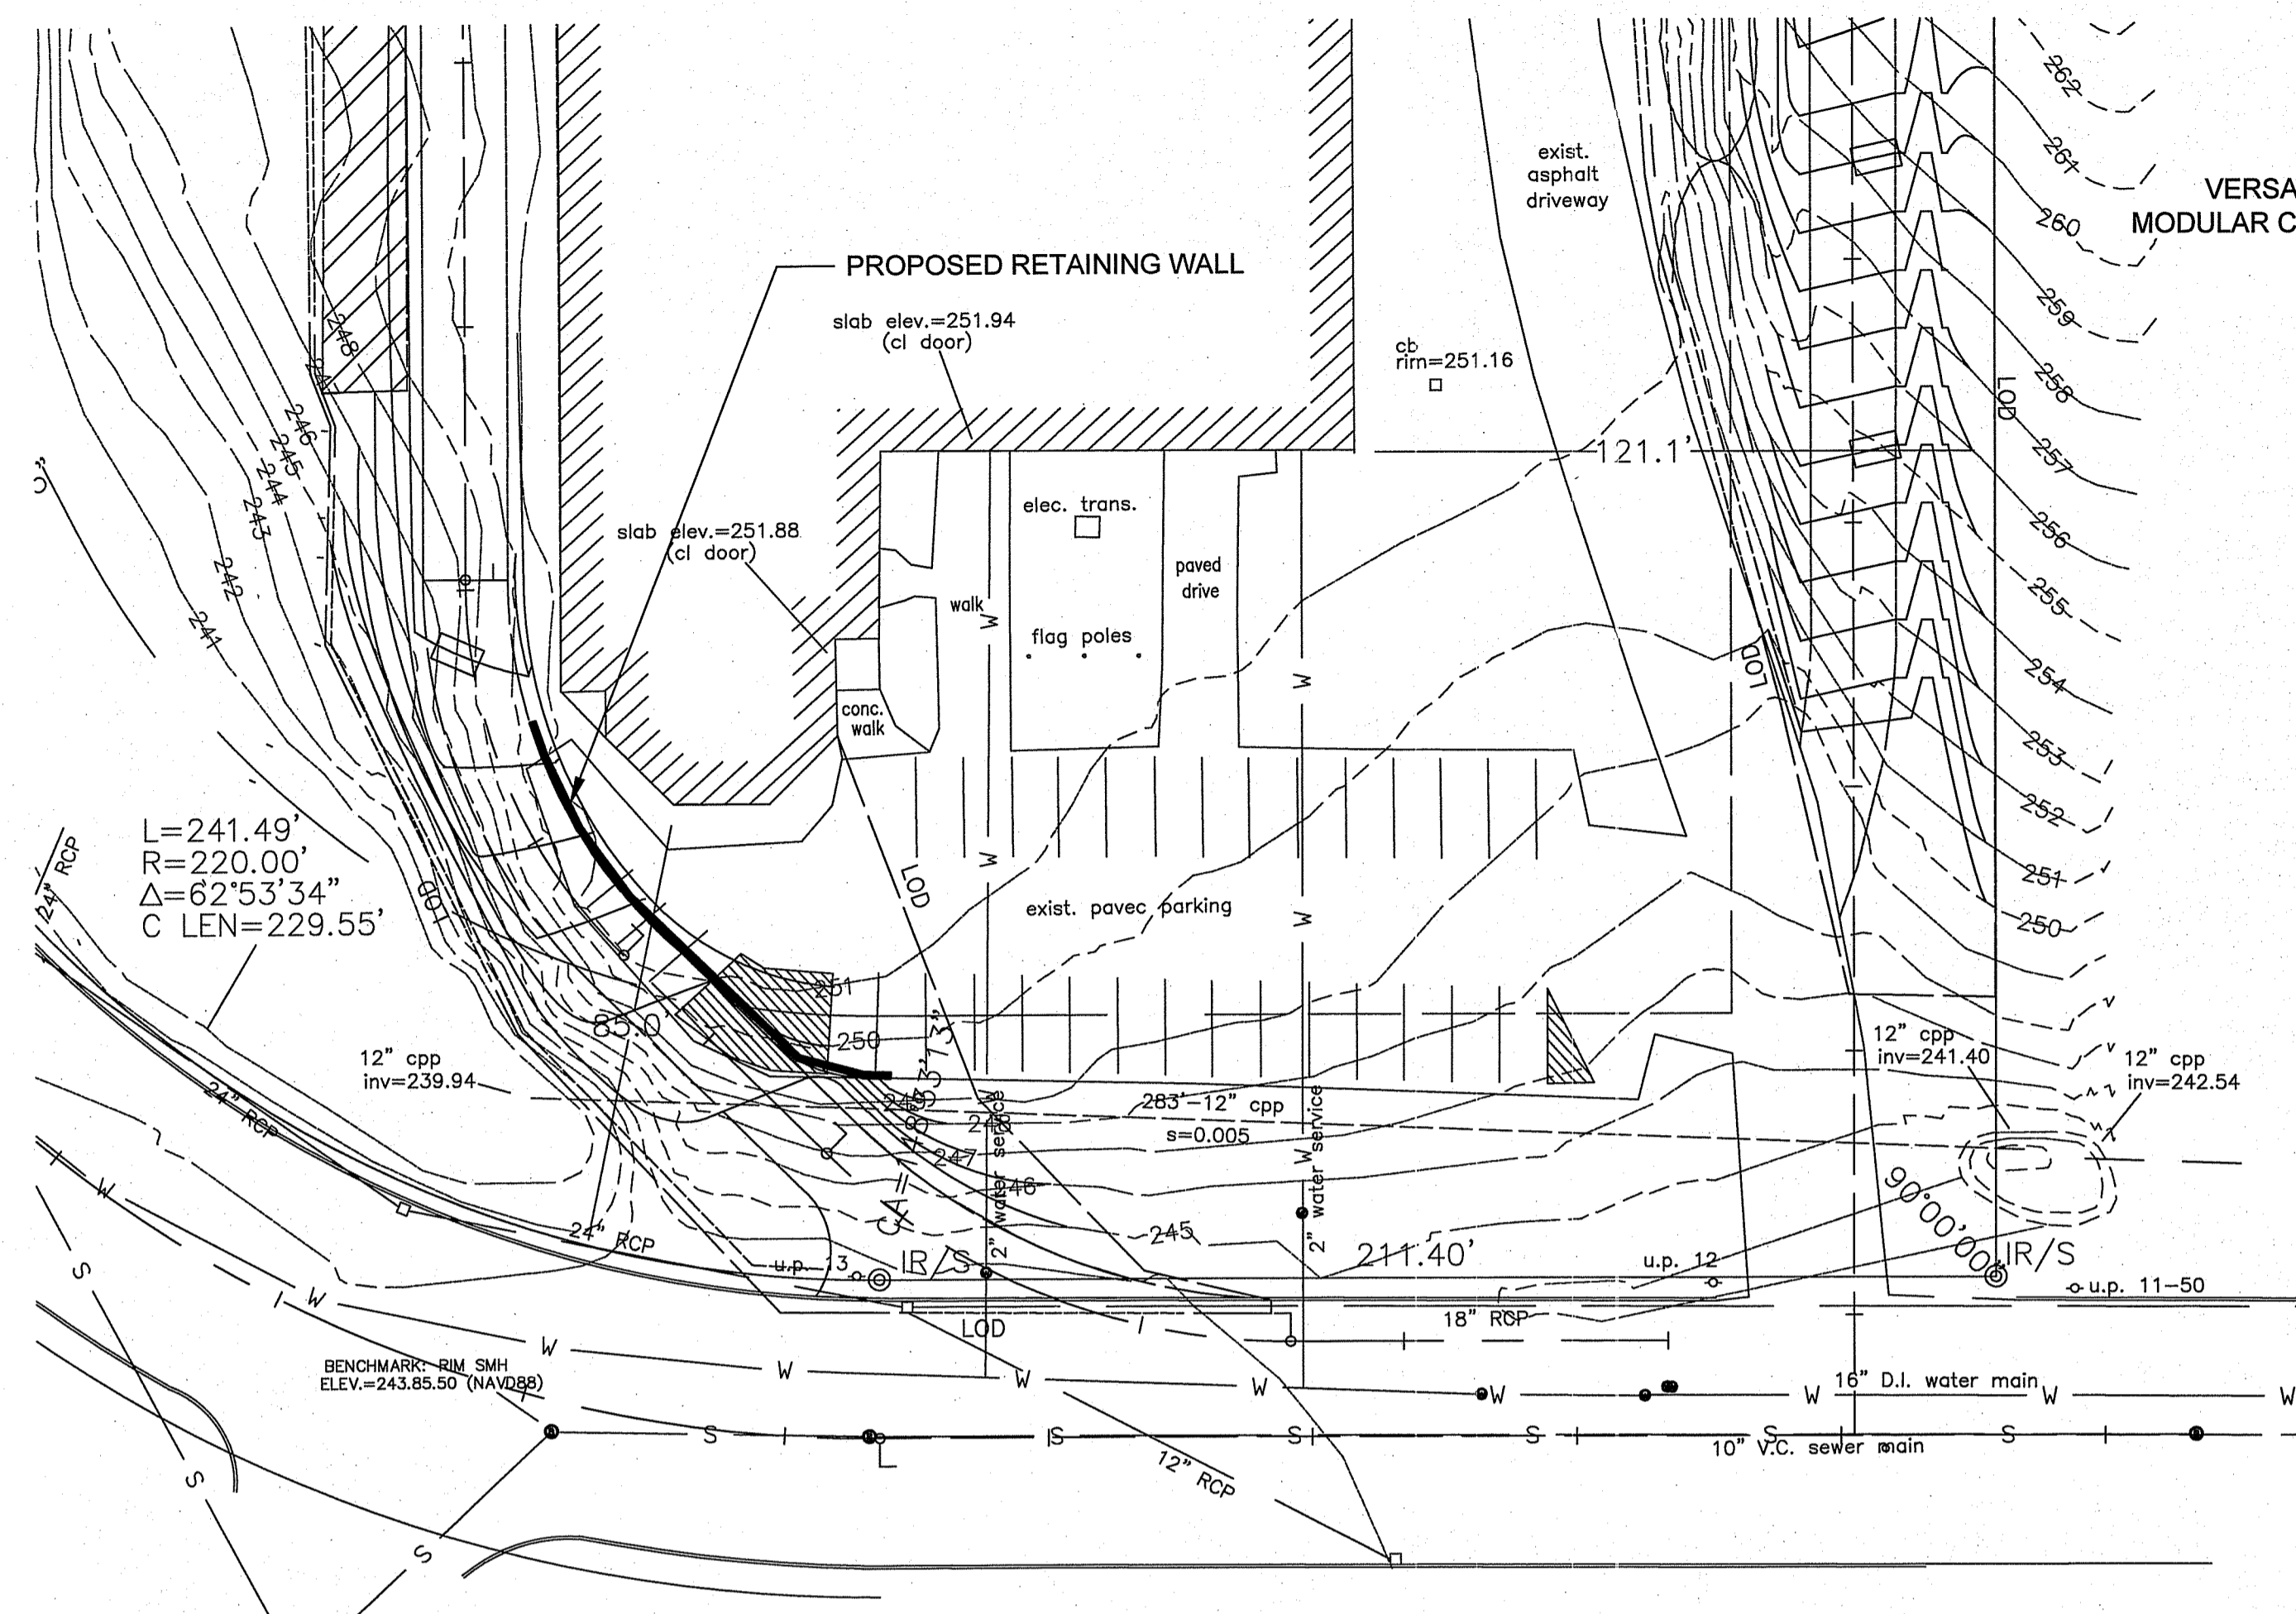 262
261
260
259
258
257
256
255
254
253
252
251
250
VERSA
MODULAR C
exist.
asphalt
driveway
PROPOSED RETAINING WALL
slab elev.=251.94
(cl door)
cb
rim=251.16
LOD
121.1'
248
246
245
244
243
242
241
elec. trans.
slab elev.=251.88
(cl door)
paved
drive
walk
W
flag poles
W
LOD
conc.
walk
L=241.49'
R=220.00'
Δ=62°53'34"
C LEN=229.55'
24" RCP
LOD
LOD
W
W
exist. pavec parking
251
250
85.0'
12" cpp
inv=239.94
12" cpp
inv=241.40
12" cpp
inv=242.54
283'-12" cpp
s=0.005
247
245
24" RCP
24" RCP
2" water service
2" water service
W
W
90°00'00"
211.40'
u.p. 13
IR/S
u.p. 12
IR/S
u.p. 11-50
LOD
18" RCP
BENCHMARK: RIM SMH
ELEV.=243.85.50 (NAVD88)
W
W
W
W
W
W
W
16" D.I. water main
W
W
W
S
S
S
S
S
S
S
S
S
10" V.C. sewer main
12" RCP